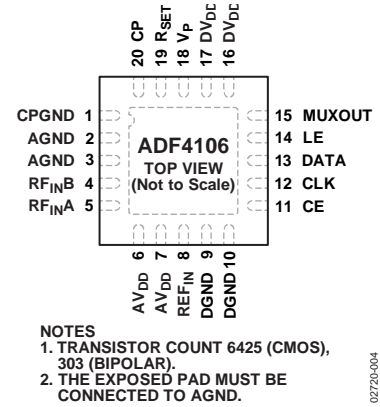 20 CP
19 RSET
18 VP
17 DVDD
16 DVDD
CPGND 1
AGND 2
AGND 3
RFINB 4
RFINA 5
ADF4106
TOP VIEW
(Not to Scale)
15 MUXOUT
14 LE
13 DATA
12 CLK
11 CE
AVDD 6
AVDD 7
REFIN 8
DGND 9
DGND 10
NOTES
1. TRANSISTOR COUNT 6425 (CMOS),
303 (BIPOLAR).
2. THE EXPOSED PAD MUST BE
CONNECTED TO AGND.
02720-004